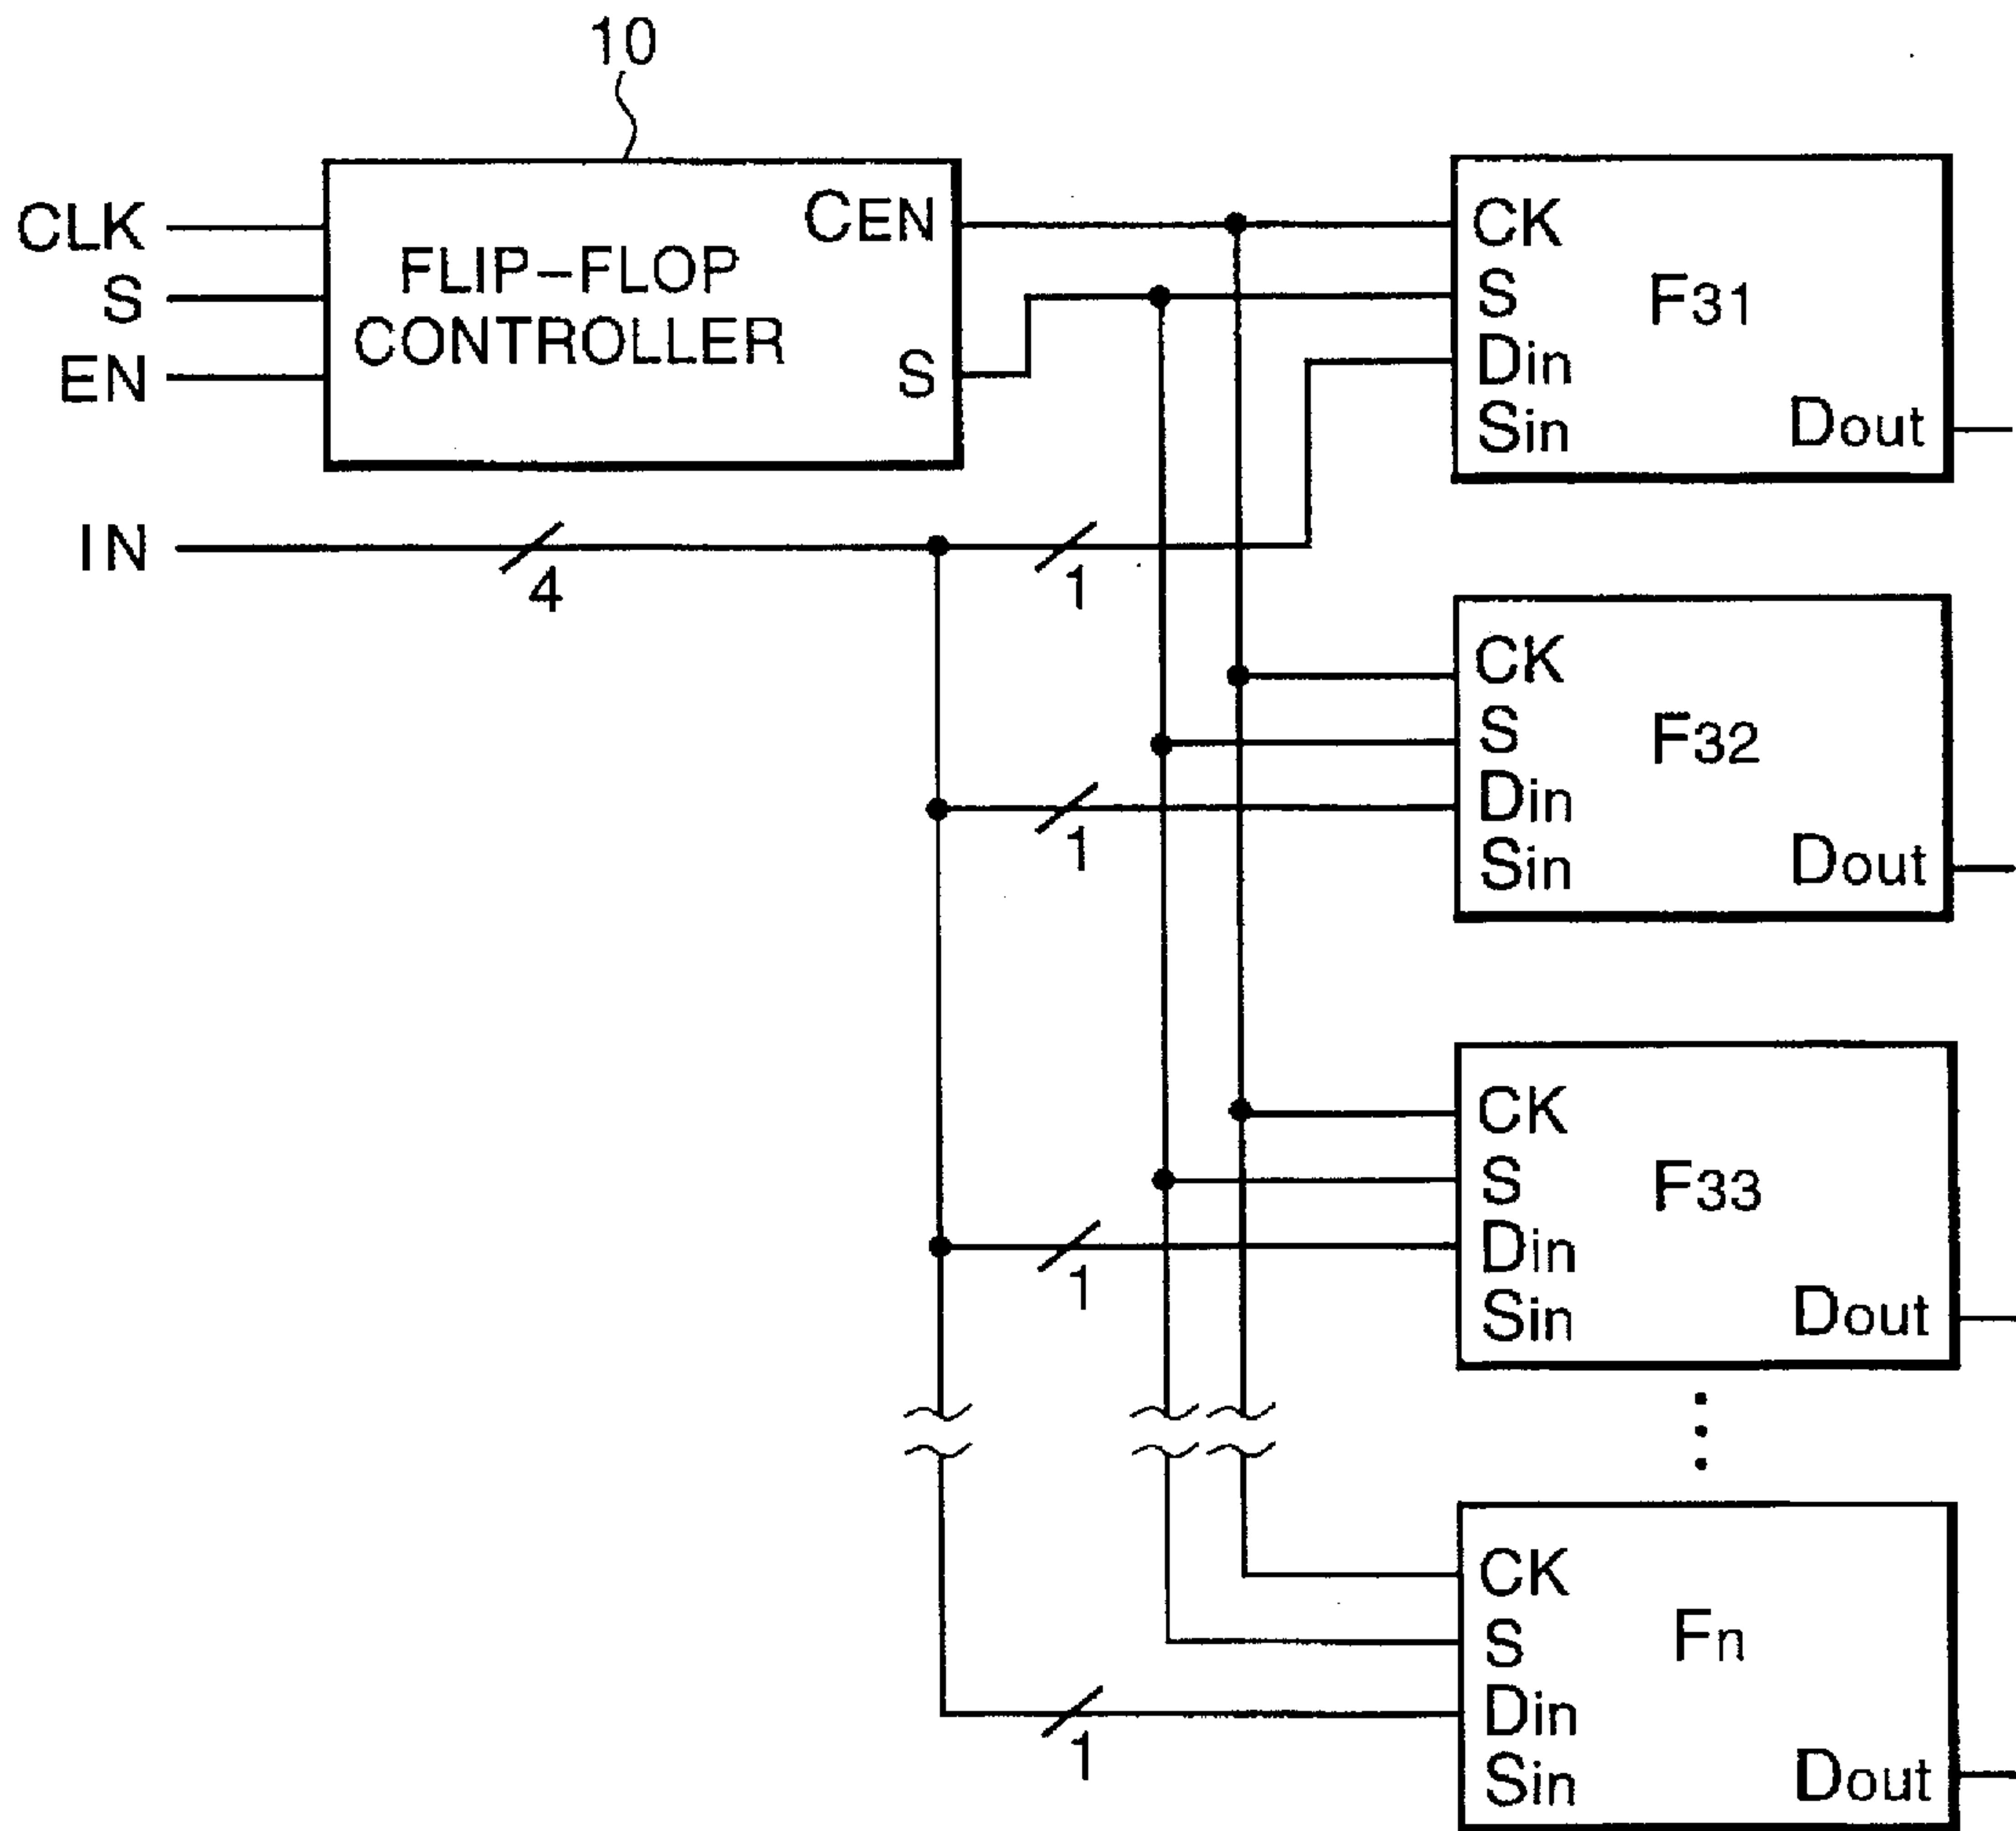 10
CLK
S
EN
FLIP-FLOP
CONTROLLER
CEN
S
IN
4
1
CK
S
Din
Sin
F31
Dout
1
CK
S
Din
Sin
F32
Dout
1
CK
S
Din
Sin
F33
Dout
1
CK
S
Din
Sin
Fn
Dout